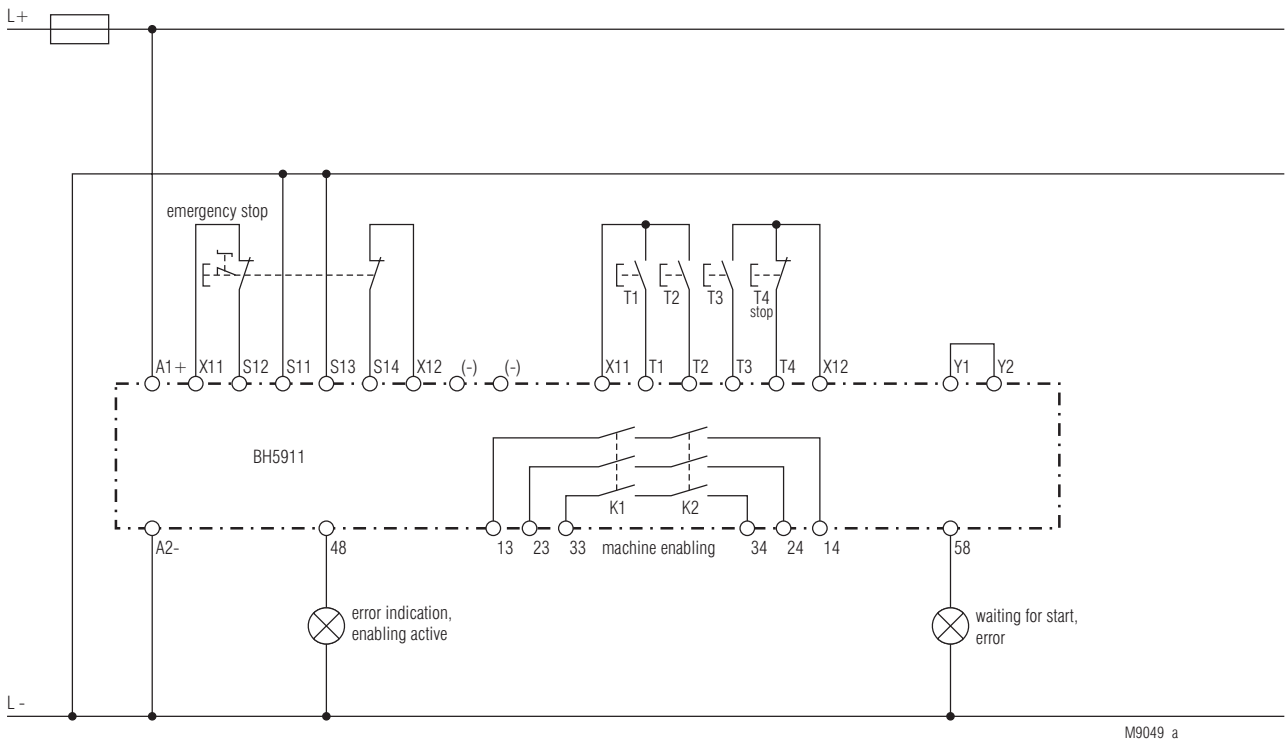 L+
emergency stop
T1 T2 T3 T4
stop
A1+ X11 S12 S11 S13 S14 X12 (-) (-) X11 T1 T2 T3 T4 X12 Y1 Y2
BH5911
K1 K2
A2- 48 13 23 33 machine enabling 34 24 14 58
error indication,
enabling active
waiting for start,
error
L -
M9049_a